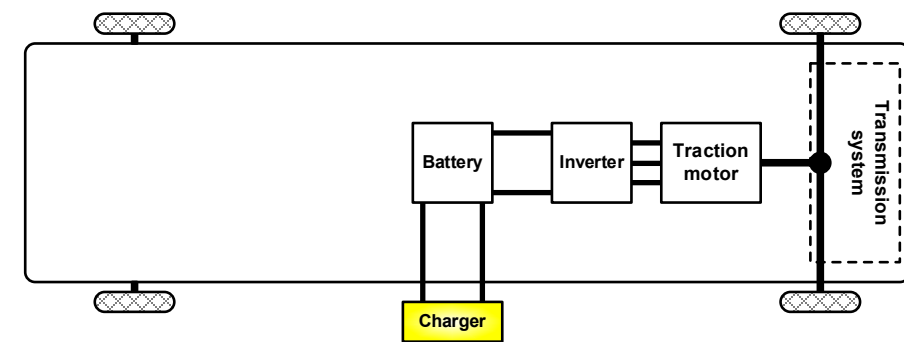 Battery
Inverter
Traction
motor
Transmission
system
Charger